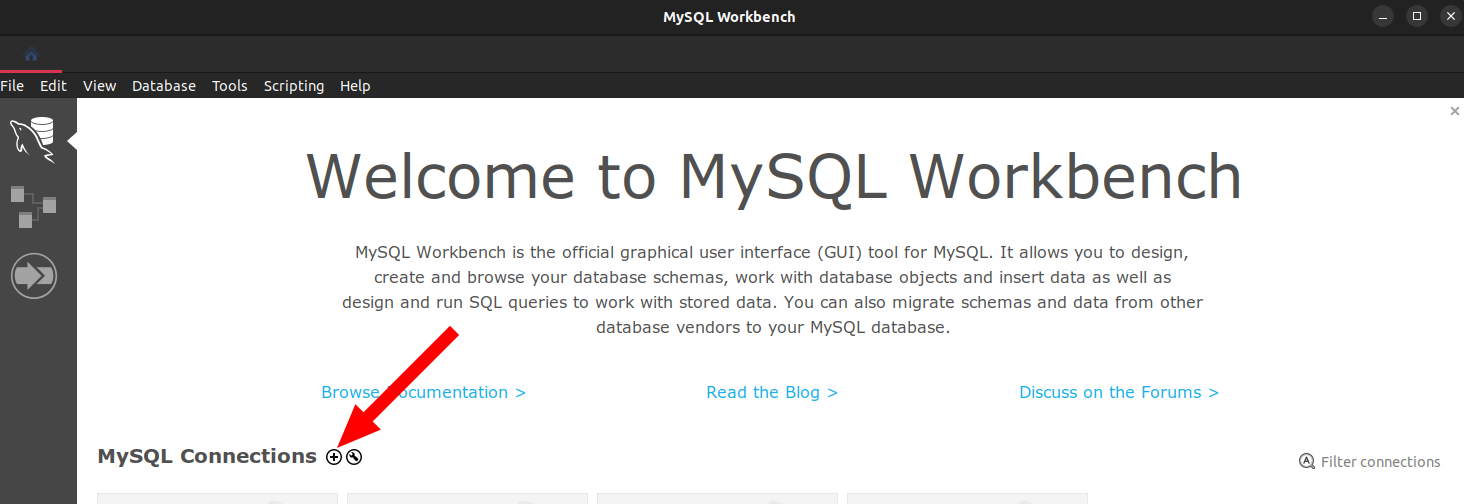 MySQL Workbench
File Edit View Database Tools Scripting Help
Welcome to MySQL Workbench
MySQL Workbench is the official graphical user interface (GUI) tool for MySQL. It allows you to design,
create and browse your database schemas, work with database objects and insert data as well as
design and run SQL queries to work with stored data. You can also migrate schemas and data from other
database vendors to your MySQL database.
Browse Documentation > Read the Blog > Discuss on the Forums >
MySQL Connections Filter connections